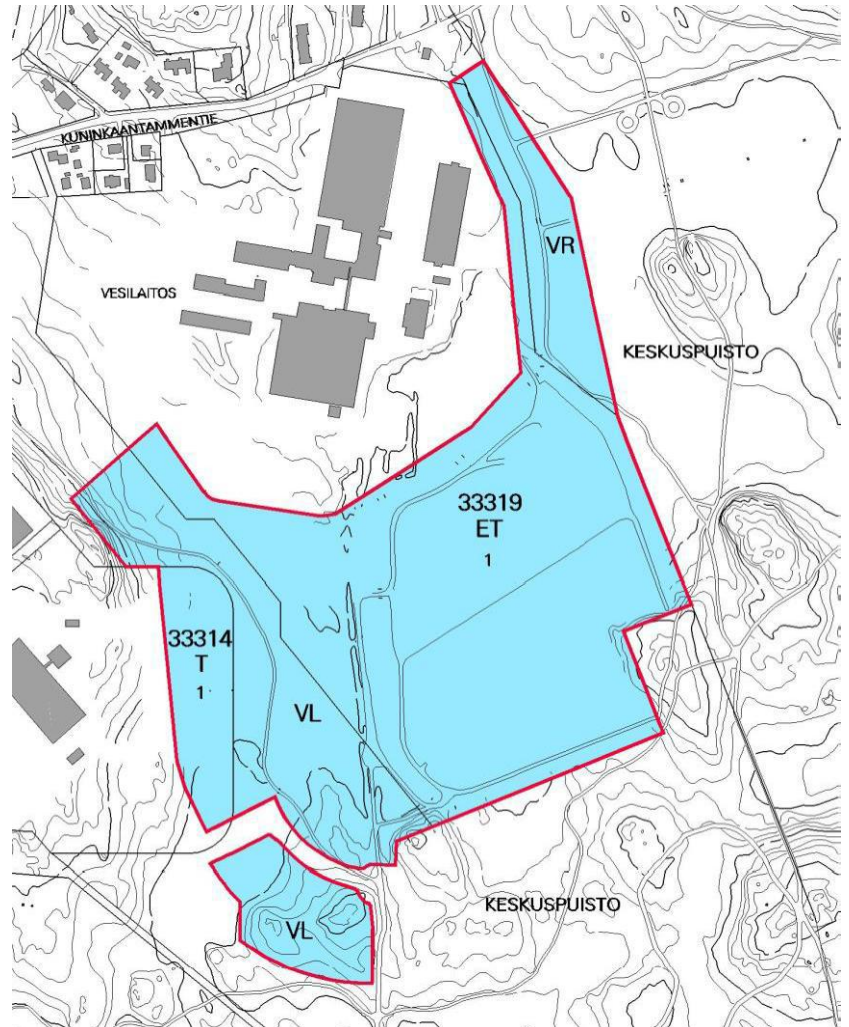 KUNINKAANTAMMENTIE
VR
VESILAITOS
KESKUSPUISTO
33319
ET
1
33314
T
1
VL
KESKUSPUISTO
VL